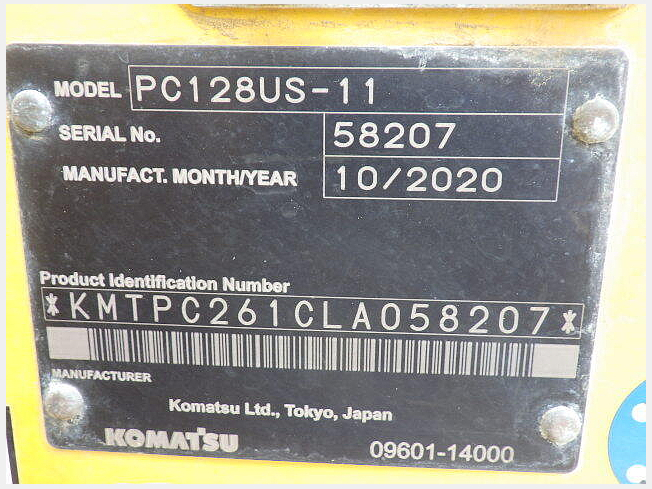 MODEL PC128US-11
SERIAL No. 58207
MANUFACT. MONTH/YEAR 10/2020
Product Identification Number
*KMTPC261CLA058207*
MANUFACTURER
Komatsu Ltd., Tokyo, Japan
KOMATSU 09601-14000